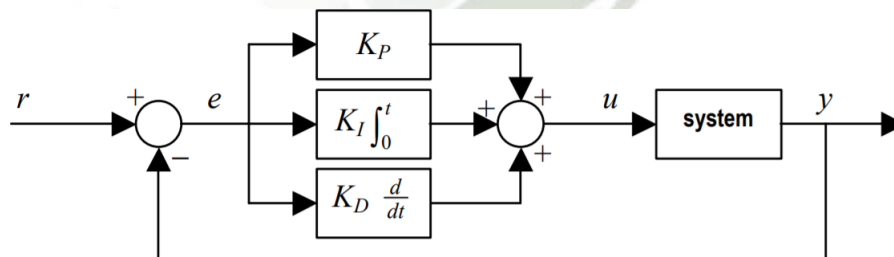 K_P
+
r
+
e
K_I ∫_0^t
+
+
u
system
y
−
K_D d/dt